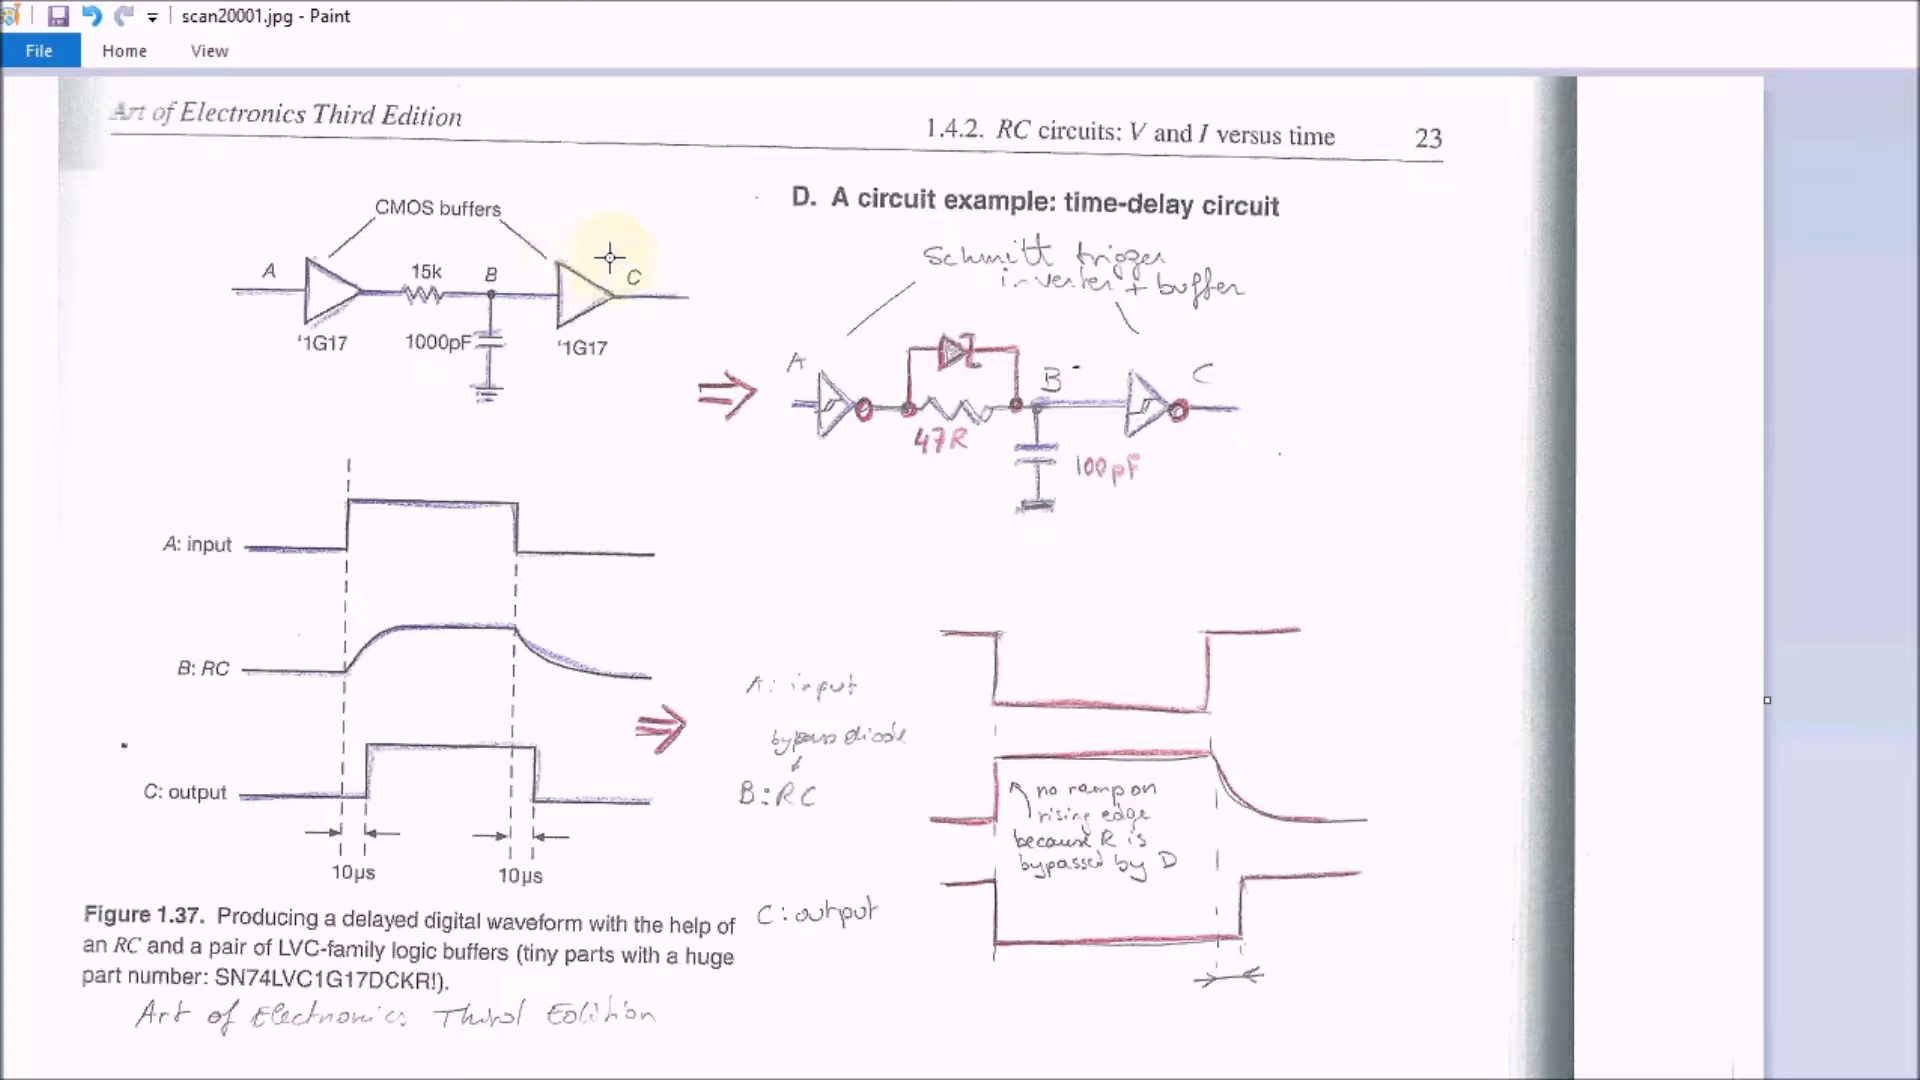 scan20001.jpg - Paint
File Home View
Art of Electronics Third Edition
1.4.2. RC circuits: V and I versus time 23
D. A circuit example: time-delay circuit
CMOS buffers
A 15k B C
'1G17 1000pF '1G17
Schmitt trigger
inverter + buffer
A B C
47R
100pF
A: input
B: RC
C: output
10μs 10μs
A: input
bypass diode
B: RC
no ramp on
rising edge
because R is
bypassed by D
C: output
Figure 1.37. Producing a delayed digital waveform with the help of
an RC and a pair of LVC-family logic buffers (tiny parts with a huge
part number: SN74LVC1G17DCKR!).
Art of Electronics Third Edition